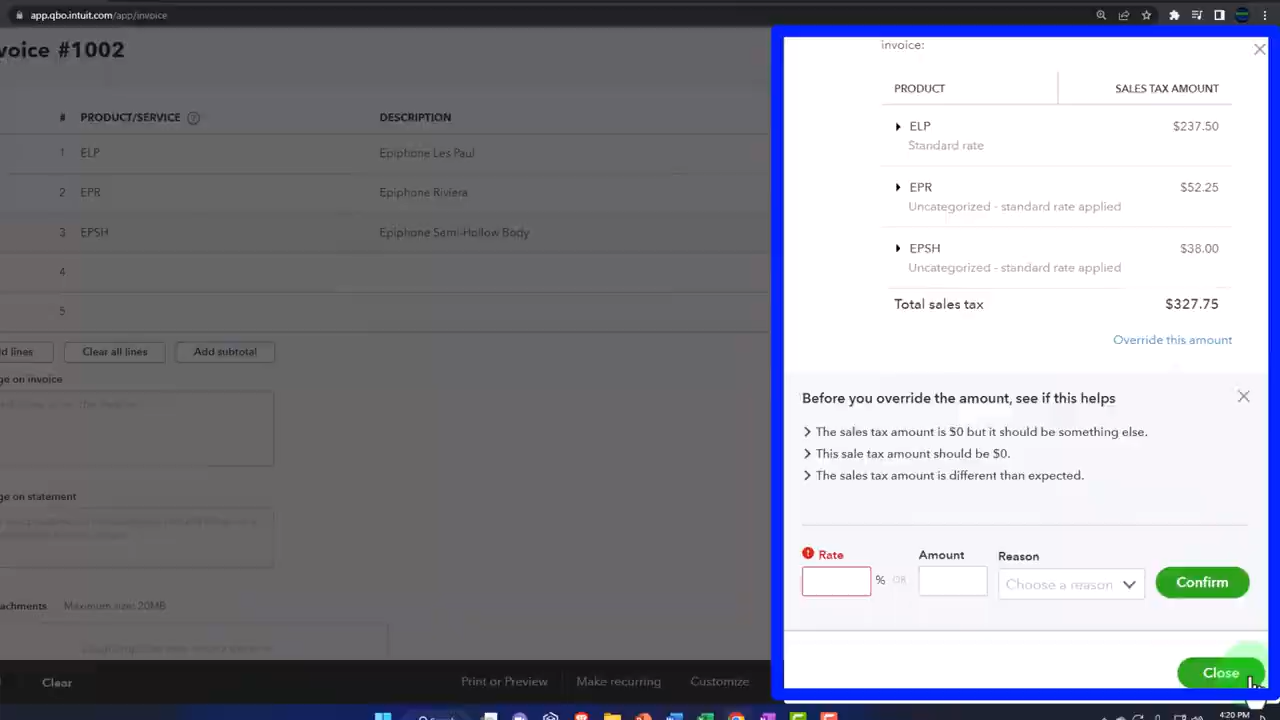 app.qbo.intuit.com/app/invoice
voice #1002
# PRODUCT/SERVICE DESCRIPTION
1 ELP Epiphone Les Paul
2 EPR Epiphone Riviera
3 EPSH Epiphone Semi-Hollow Body
4
5
dd lines Clear all lines Add subtotal
ge on invoice
ge on statement
tachments Maximum size: 20MB
Clear Print or Preview Make recurring Customize
invoice:
PRODUCT SALES TAX AMOUNT
ELP $237.50
Standard rate
EPR $52.25
Uncategorized - standard rate applied
EPSH $38.00
Uncategorized - standard rate applied
Total sales tax $327.75
Override this amount
Before you override the amount, see if this helps
The sales tax amount is $0 but it should be something else.
This sale tax amount should be $0.
The sales tax amount is different than expected.
Rate Amount Reason
% OR Choose a reason Confirm
Close
4:20 PM